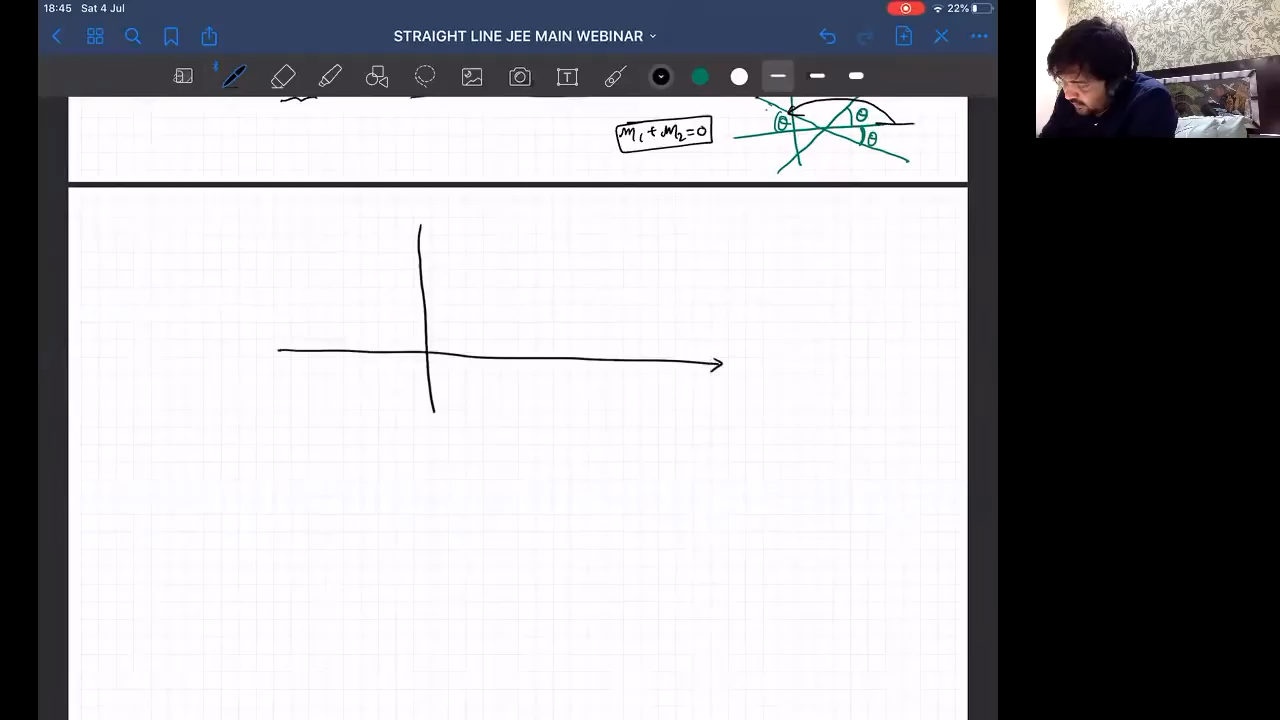 18:45 Sat 4 Jul
22%
STRAIGHT LINE JEE MAIN WEBINAR
T
m₁ + m₂ = 0
θ
θ
θ